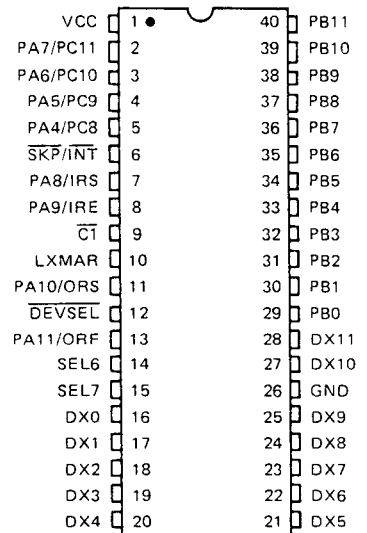 VCC 1 40 PB11
PA7/PC11 2 39 PB10
PA6/PC10 3 38 PB9
PA5/PC9 4 37 PB8
PA4/PC8 5 36 PB7
SKP/INT 6 35 PB6
PA8/IRS 7 34 PB5
PA9/IRE 8 33 PB4
C1 9 32 PB3
LXMAR 10 31 PB2
PA10/ORS 11 30 PB1
DEVSEL 12 29 PB0
PA11/ORF 13 28 DX11
SEL6 14 27 DX10
SEL7 15 26 GND
DX0 16 25 DX9
DX1 17 24 DX8
DX2 18 23 DX7
DX3 19 22 DX6
DX4 20 21 DX5